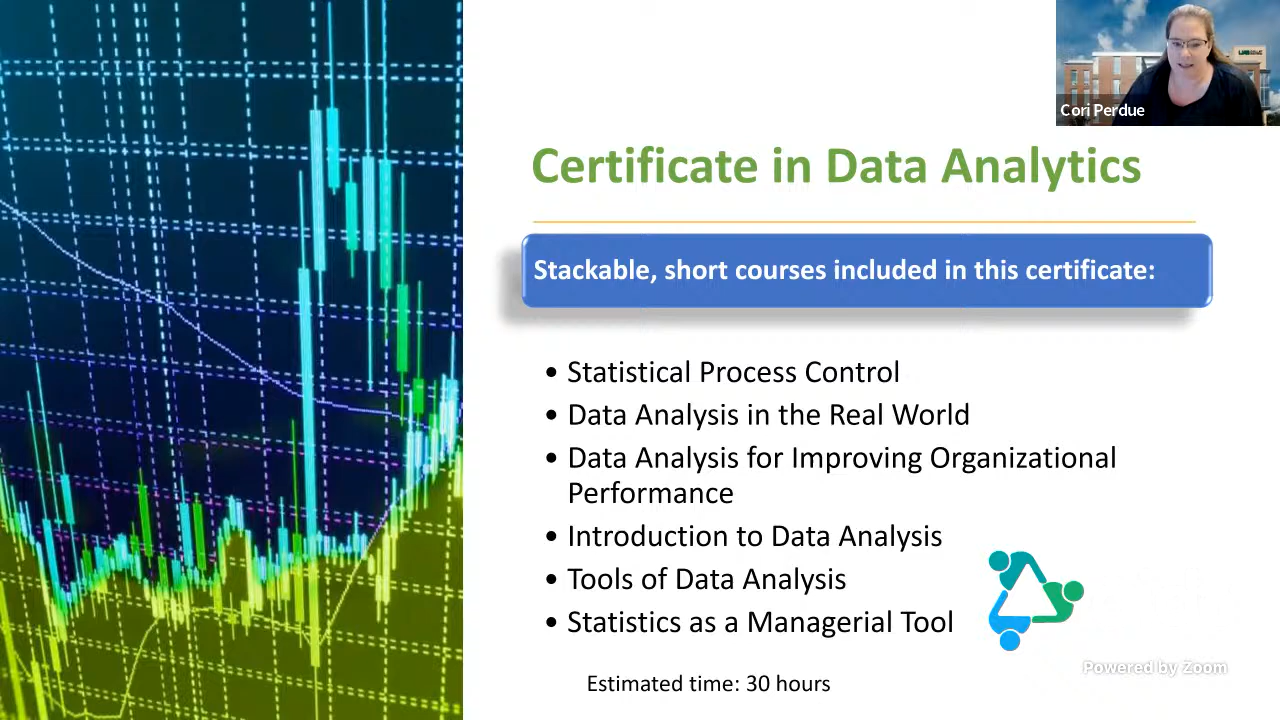 Cori Perdue
Certificate in Data Analytics
Stackable, short courses included in this certificate:
• Statistical Process Control
• Data Analysis in the Real World
• Data Analysis for Improving Organizational
Performance
• Introduction to Data Analysis
• Tools of Data Analysis
• Statistics as a Managerial Tool
Powered by Zoom
Estimated time: 30 hours